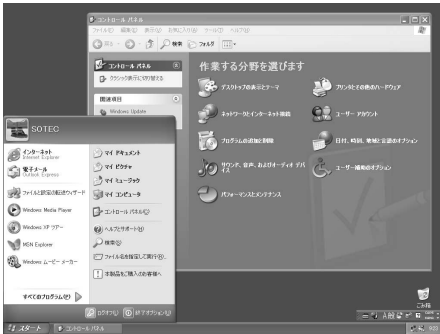 コントロール パネル
ファイル(F) 編集(E) 表示(V) お気に入り(A) ツール(T) ヘルプ(H)
戻る 検索 フォルダ
コントロール パネル
クラシック表示に切り替える
関連項目
Windows Update
作業する分野を選びます
デスクトップの表示とテーマ
プリンタとその他のハードウェア
ネットワークとインターネット接続
ユーザー アカウント
プログラムの追加と削除
日付、時刻、地域と言語のオプション
サウンド、音声、およびオーディオ デバイス
ユーザー補助のオプション
パフォーマンスとメンテナンス
SOTEC
インターネット
Internet Explorer
電子メール
Outlook Express
ファイルと設定の転送ウィザード
Windows Media Player
Windows XP ツアー
MSN Explorer
Windows ムービー メーカー
すべてのプログラム(P)
マイ ドキュメント
マイ ピクチャ
マイ ミュージック
マイ コンピュータ
コントロール パネル(C)
ヘルプとサポート(H)
検索(S)
ファイル名を指定して実行(R)...
本製品をご購入のお客様へ
ログオフ(L) 終了オプション(U)
ごみ箱
A 般
スタート
コントロール パネル